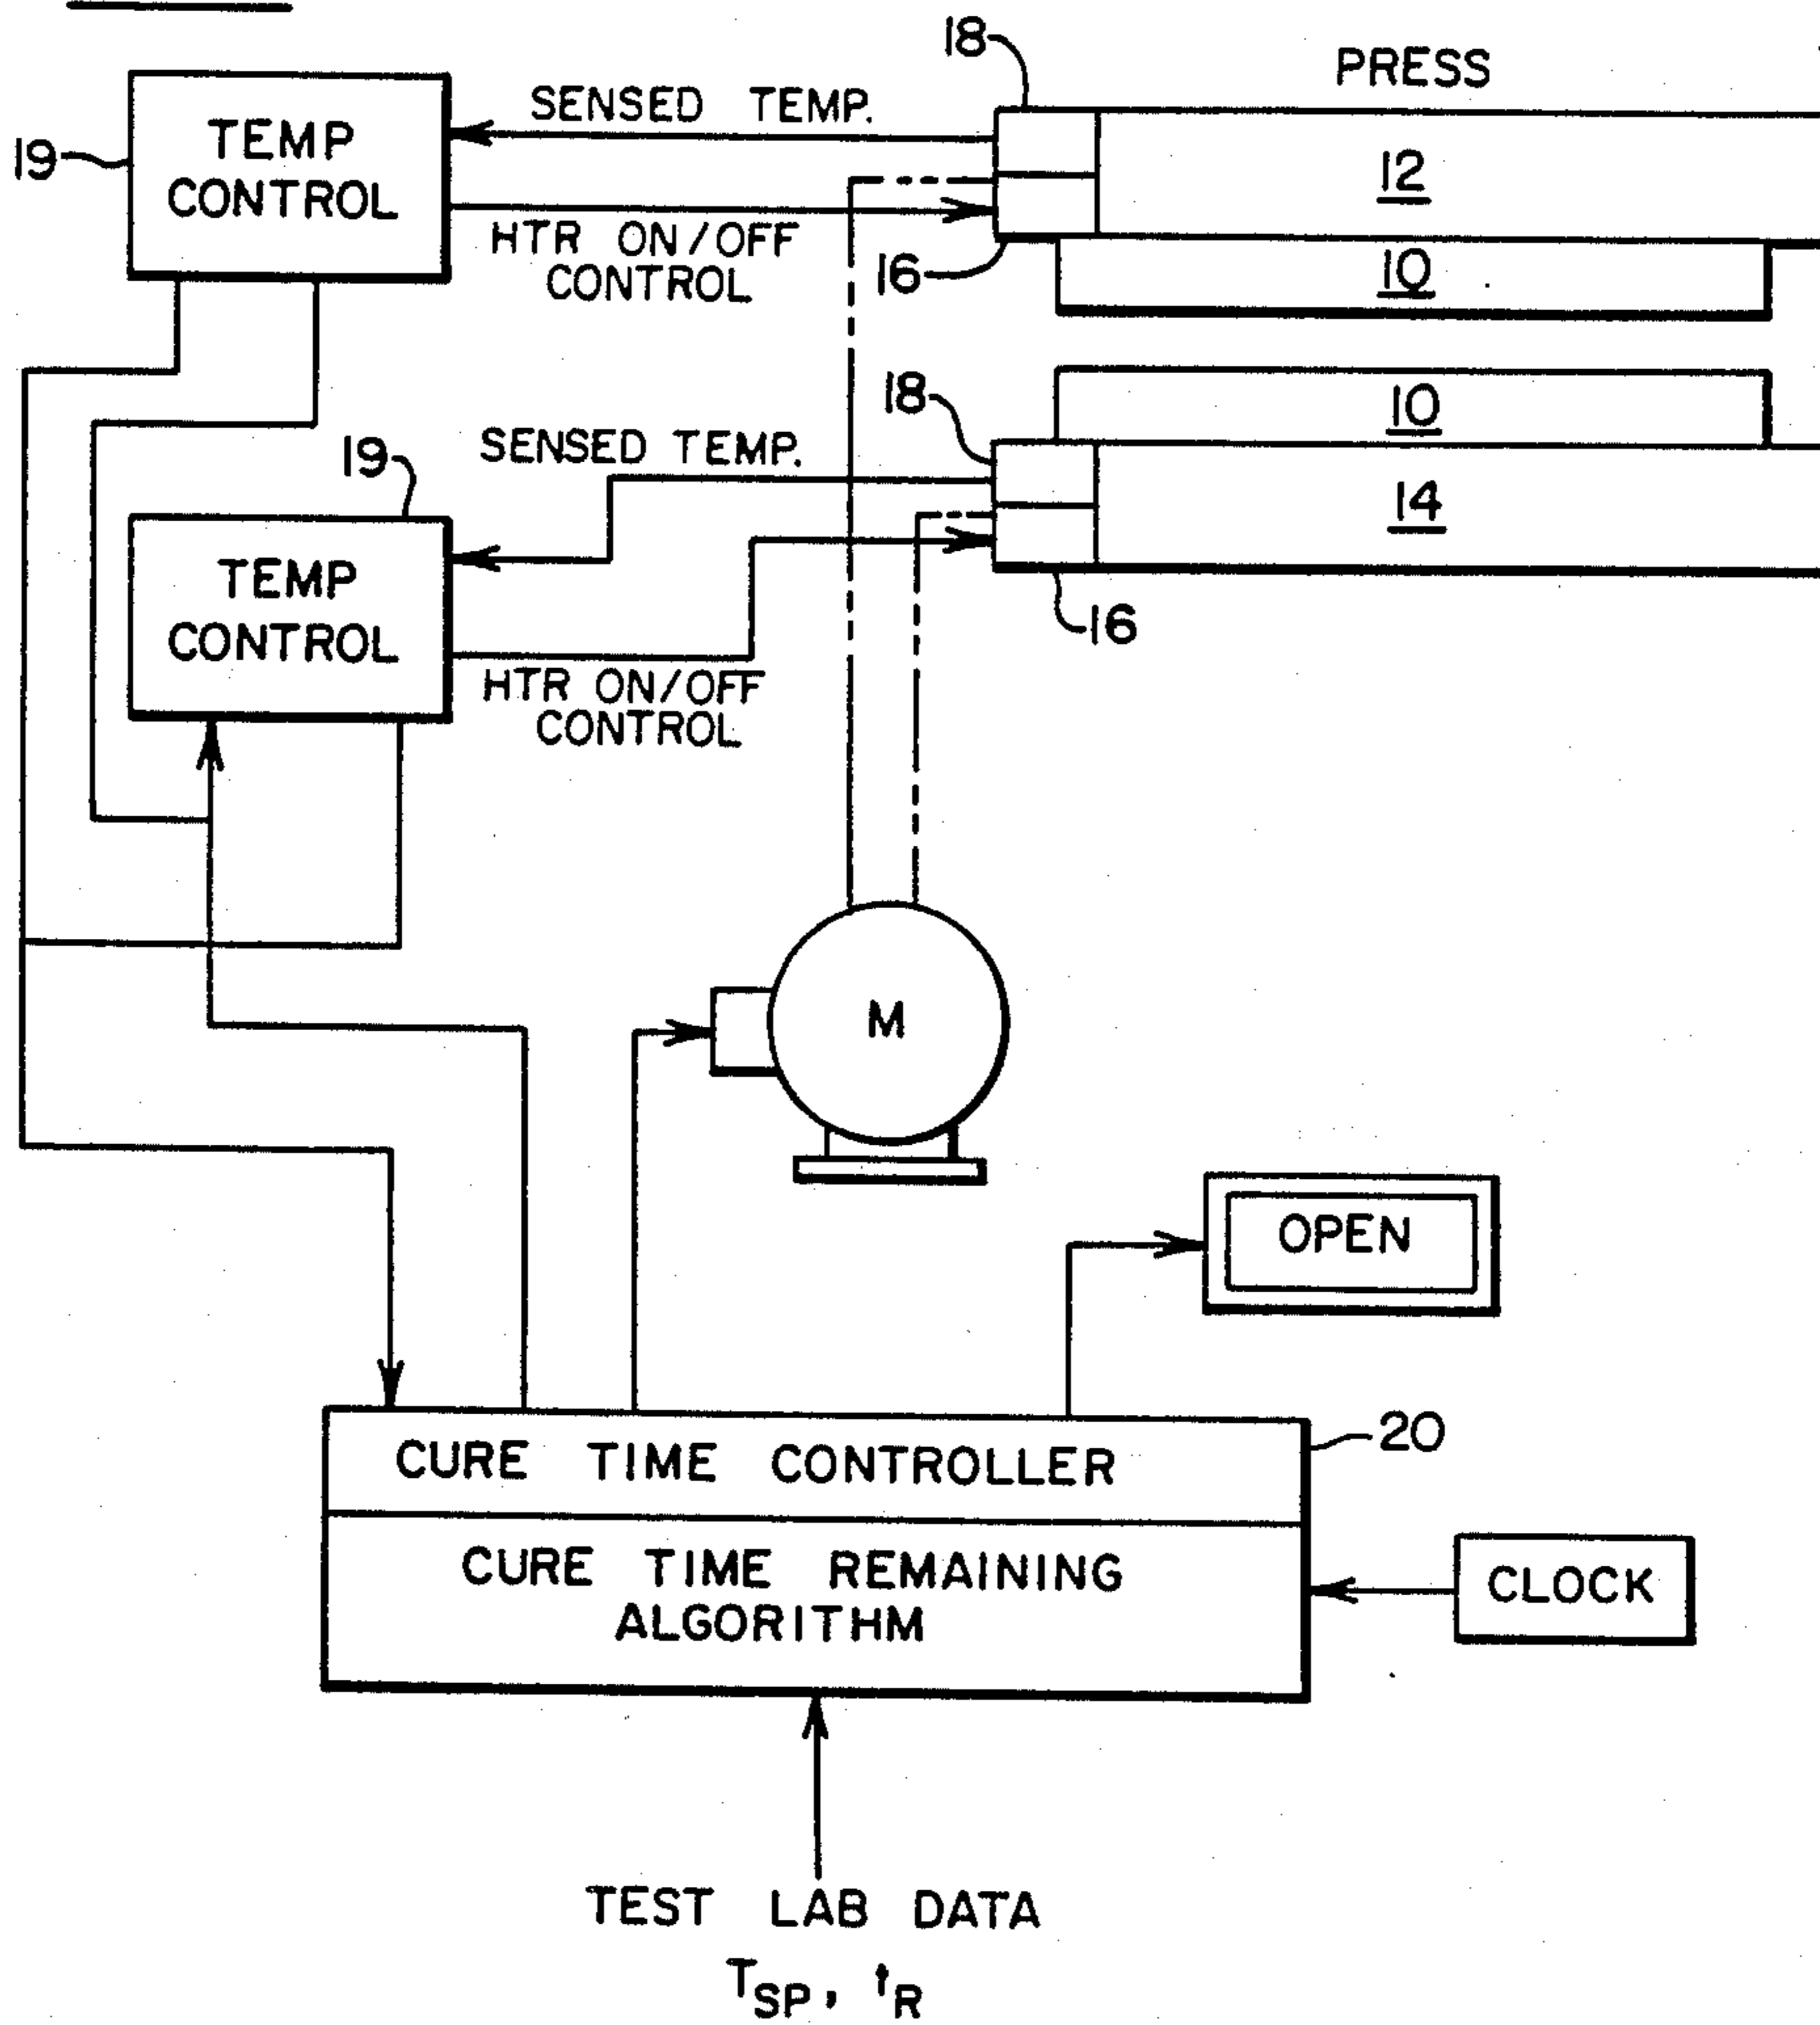 18
PRESS
SENSED TEMP.
19
TEMP
CONTROL
12
HTR ON/OFF
CONTROL
16
10
18
10
19
SENSED TEMP.
14
TEMP
CONTROL
16
HTR ON/OFF
CONTROL
M
OPEN
20
CURE TIME CONTROLLER
CURE TIME REMAINING
ALGORITHM
CLOCK
TEST LAB DATA
T_SP, t_R